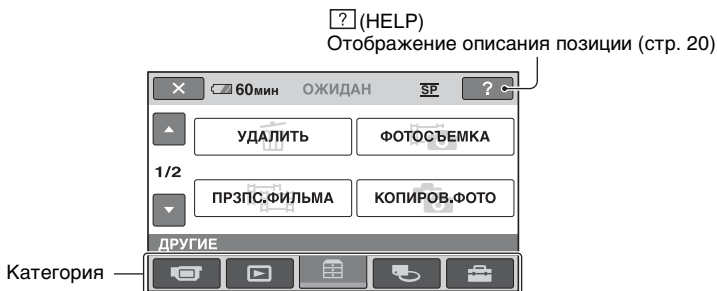 ? (HELP)
Отображение описания позиции (стр. 20)
× 60мин ОЖИДАН SP ?
УДАЛИТЬ ФОТОСЪЕМКА
1/2
ПРЗПС.ФИЛЬМА КОПИРОВ.ФОТО
ДРУГИЕ
Категория